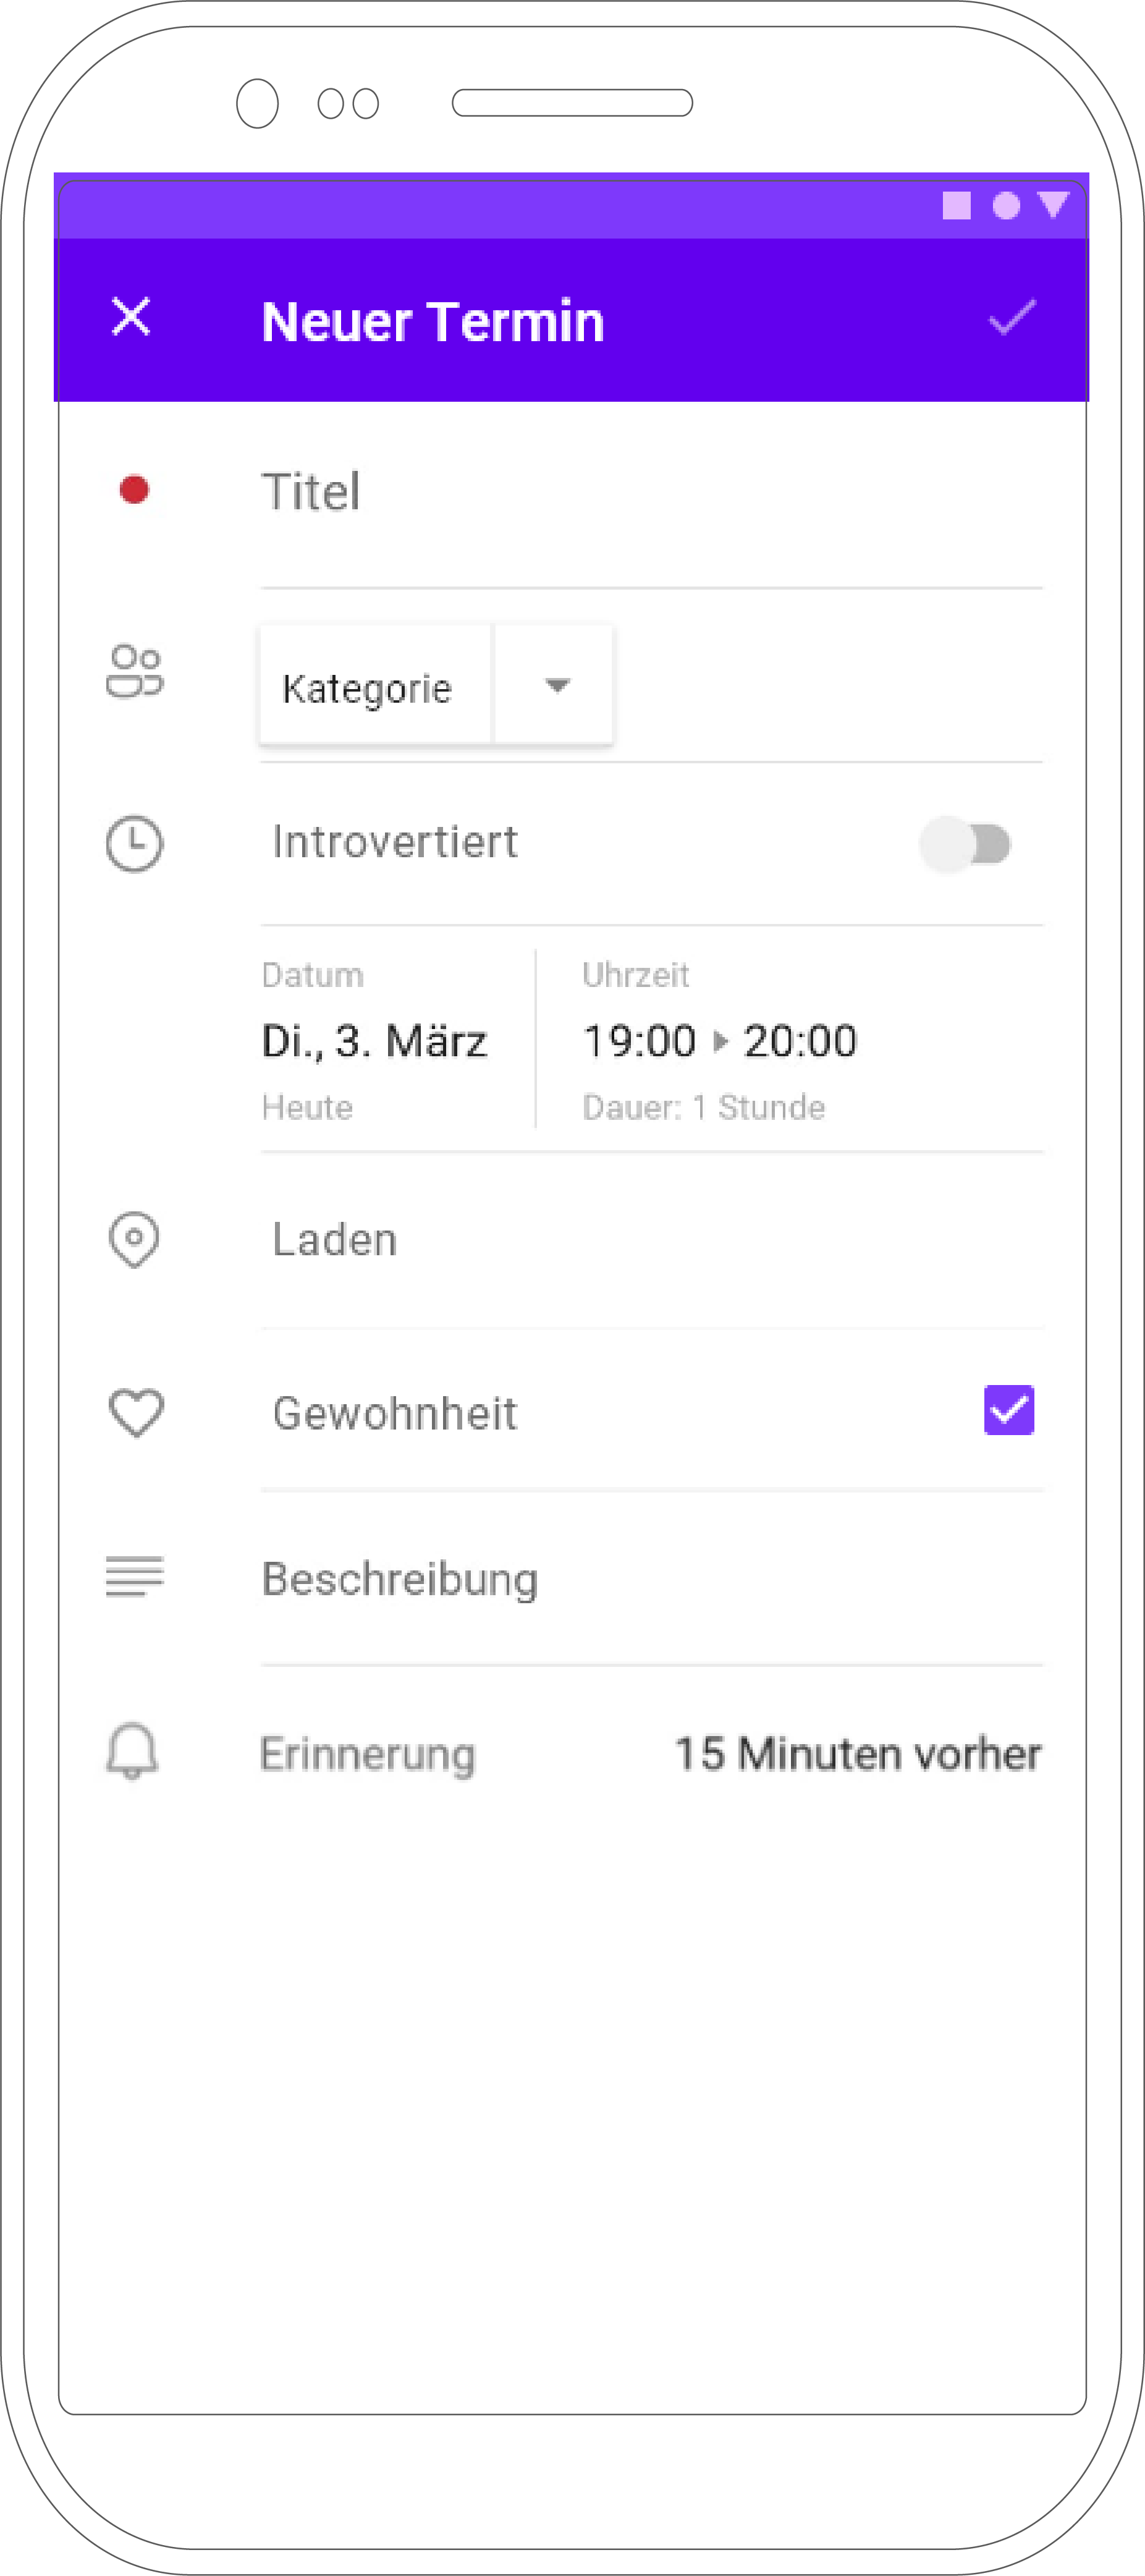 Neuer Termin
Titel
Kategorie
Introvertiert
Datum
Di., 3. März
Heute
Uhrzeit
19:00 ▸ 20:00
Dauer: 1 Stunde
Laden
Gewohnheit
Beschreibung
Erinnerung 15 Minuten vorher